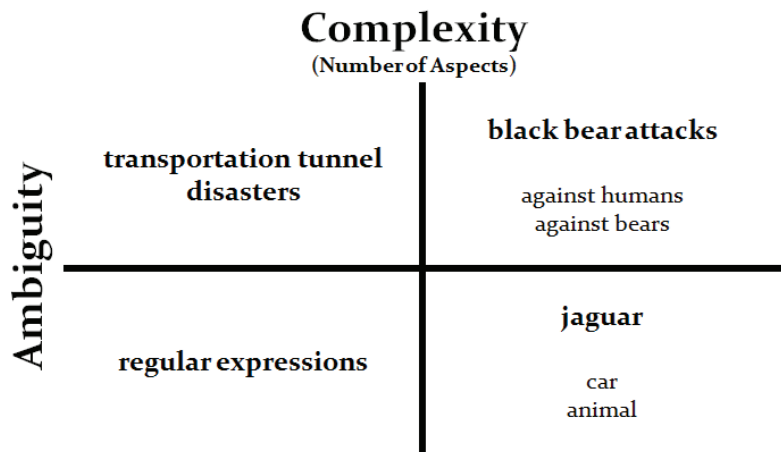 Complexity
(Number of Aspects)
Ambiguity
transportation tunnel
disasters
black bear attacks
against humans
against bears
regular expressions
jaguar
car
animal